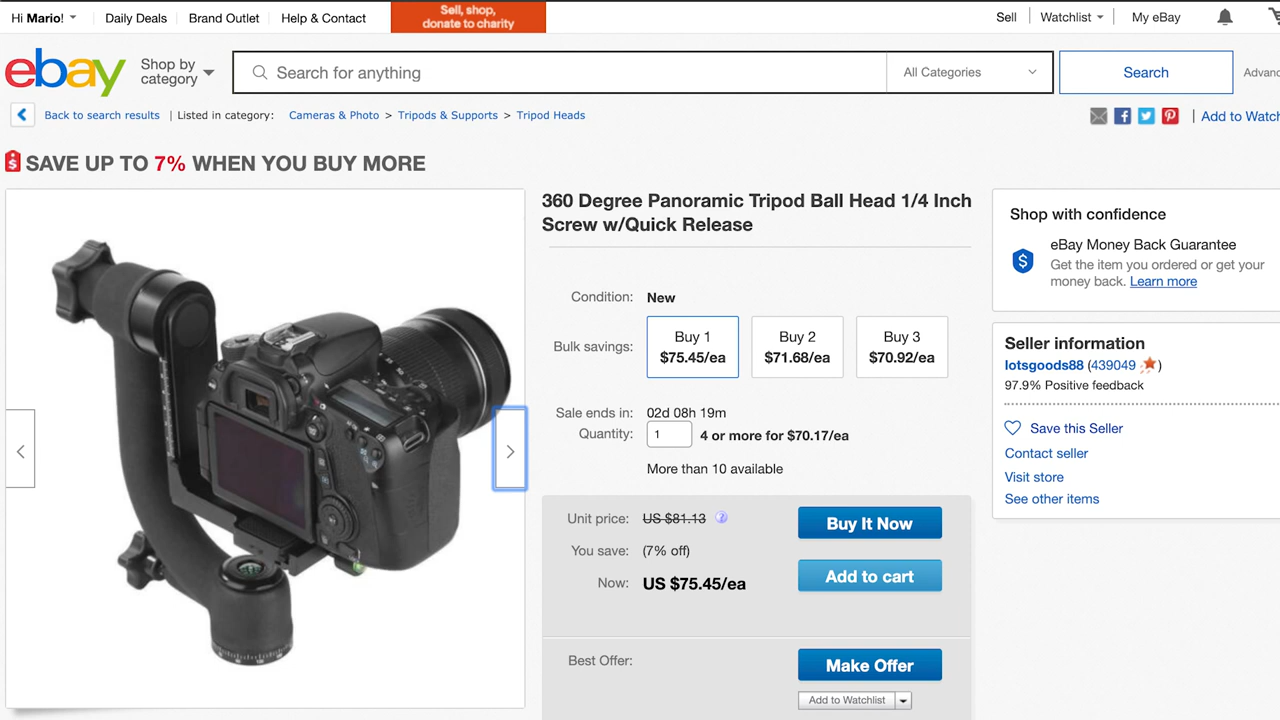 Hi Mario!
Daily Deals
Brand Outlet
Help & Contact
Sell, shop,
donate to charity
Sell
Watchlist
My eBay
ebay
Shop by
category
Search for anything
All Categories
Search
Advanc
Back to search results
| Listed in category:
Cameras & Photo > Tripods & Supports > Tripod Heads
| Add to Watch
SAVE UP TO 7% WHEN YOU BUY MORE
360 Degree Panoramic Tripod Ball Head 1/4 Inch
Screw w/Quick Release
Condition: New
Bulk savings:
Buy 1
$75.45/ea
Buy 2
$71.68/ea
Buy 3
$70.92/ea
Sale ends in: 02d 08h 19m
Quantity: 1 4 or more for $70.17/ea
More than 10 available
Unit price: US $81.13
You save: (7% off)
Now: US $75.45/ea
Buy It Now
Add to cart
Best Offer:
Make Offer
Add to Watchlist
Shop with confidence
eBay Money Back Guarantee
Get the item you ordered or get your
money back. Learn more
Seller information
lotsgoods88 (439049 )
97.9% Positive feedback
Save this Seller
Contact seller
Visit store
See other items